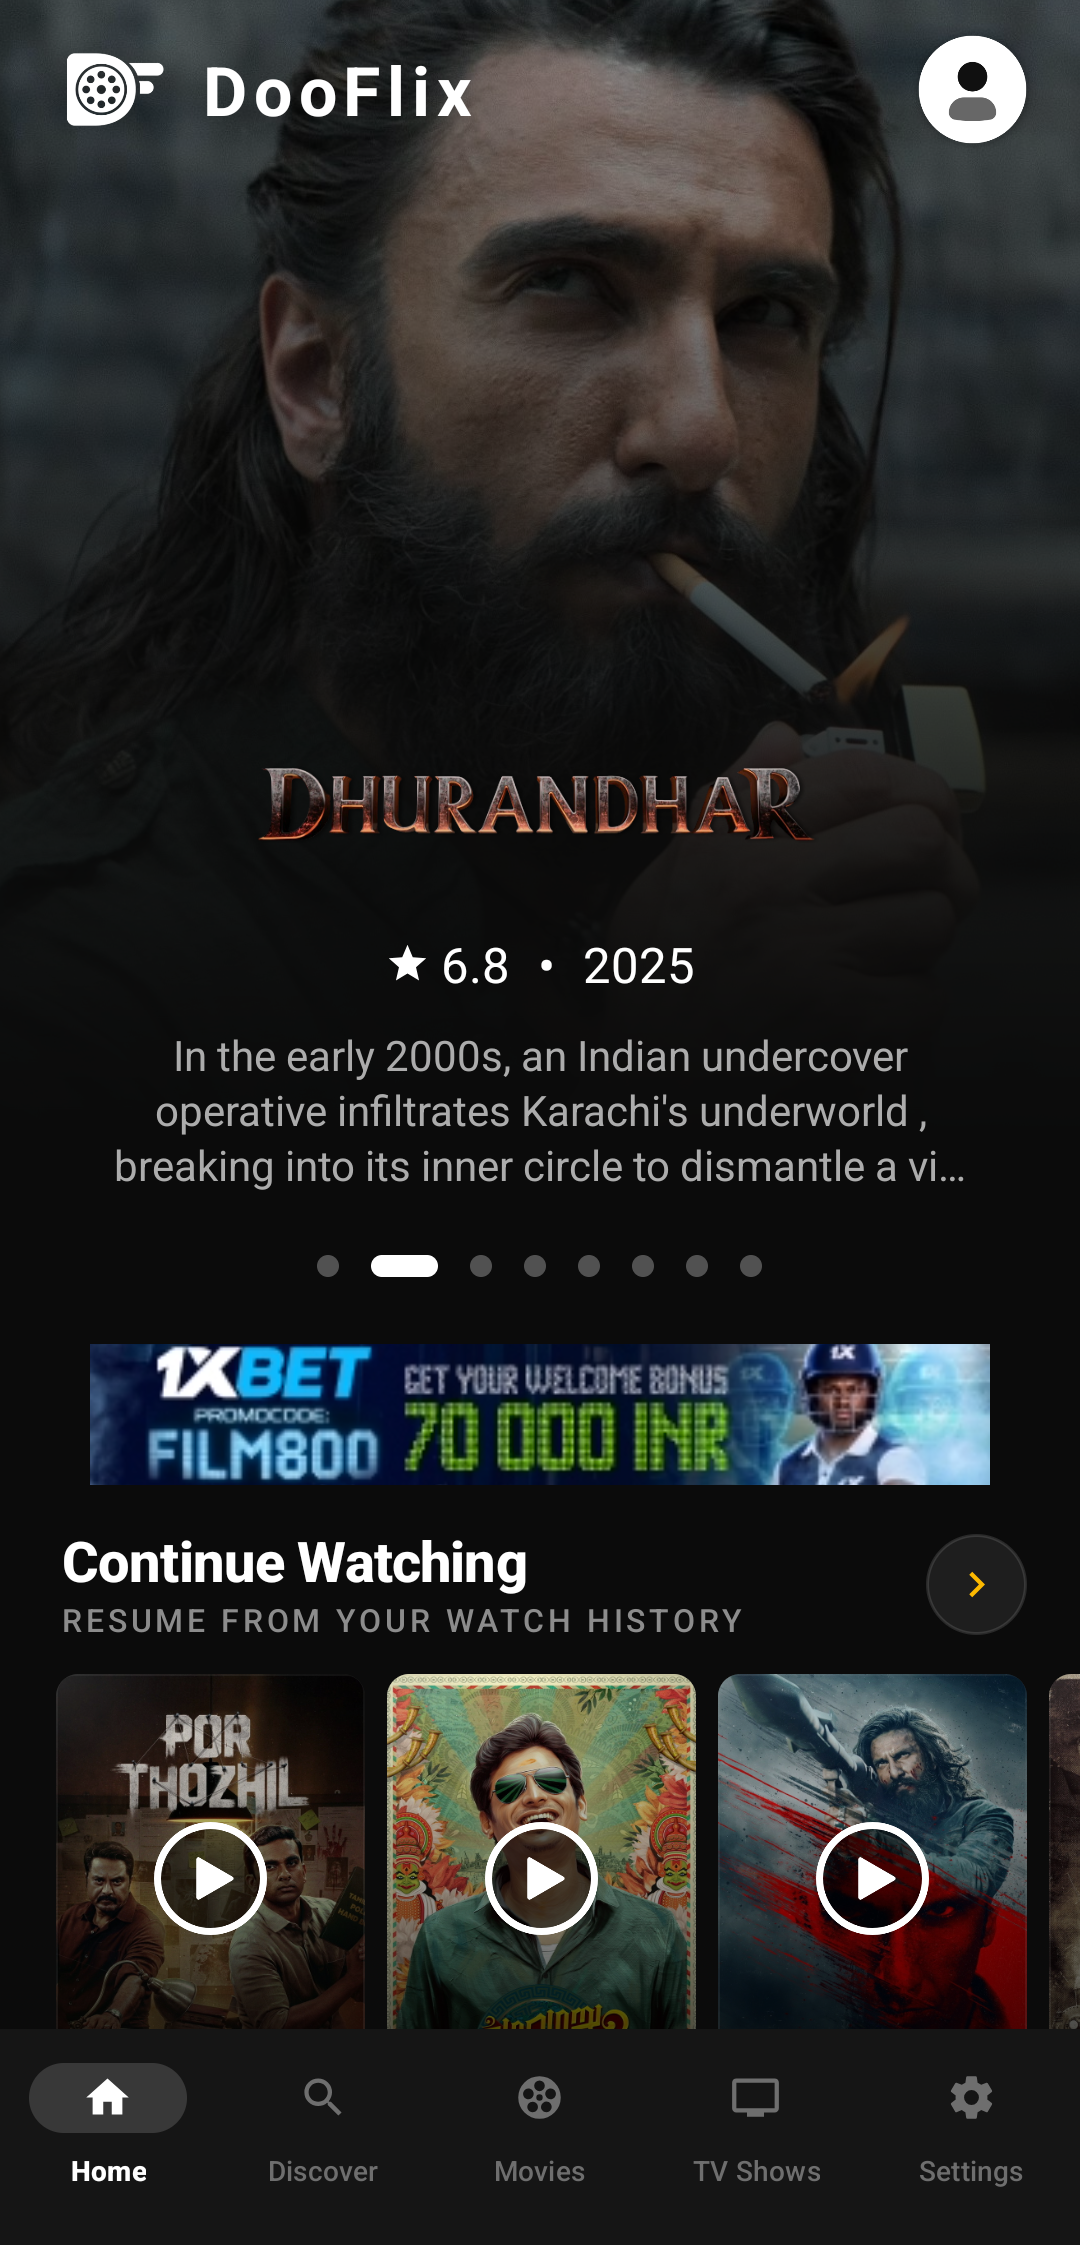 DooFlix
DHURANDHAR
6.8 • 2025
In the early 2000s, an Indian undercover
operative infiltrates Karachi's underworld ,
breaking into its inner circle to dismantle a vi...
1XBET
PROMOCODE:
FILM800
GET YOUR WELCOME BONUS
70 000 INR
1X
Continue Watching
RESUME FROM YOUR WATCH HISTORY
POR
THOZHIL
Home
Discover
Movies
TV Shows
Settings